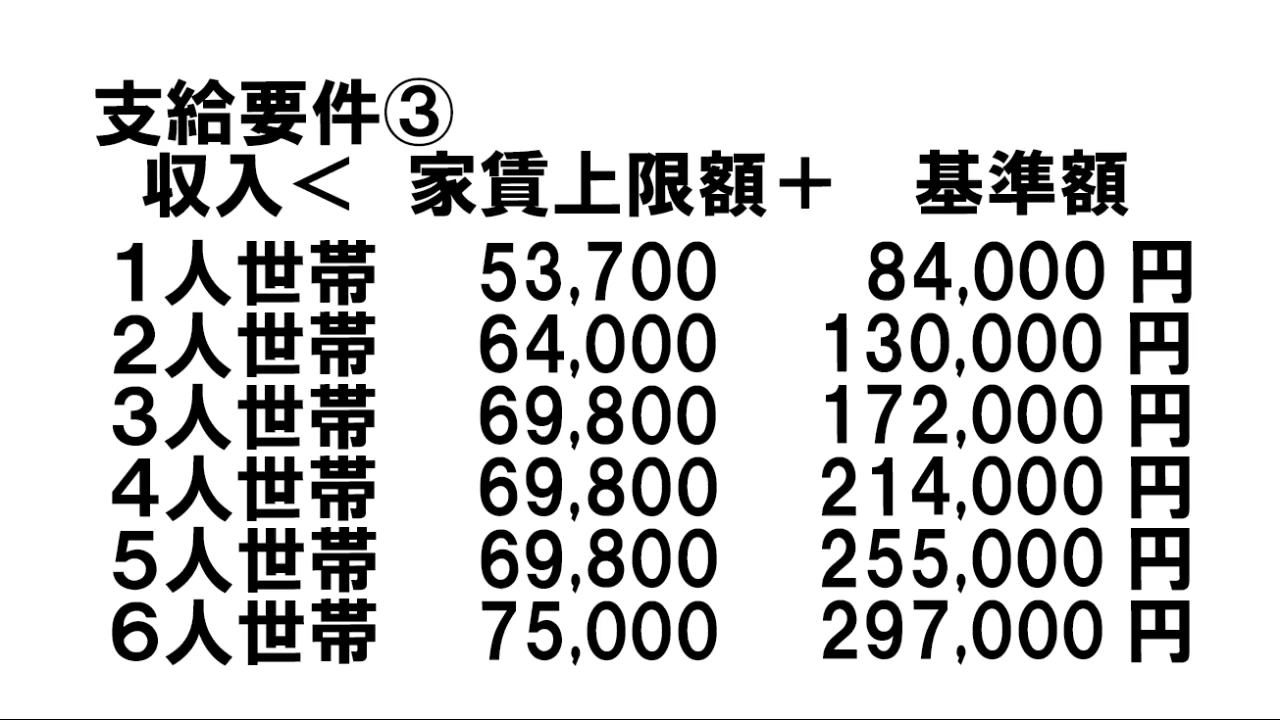 支給要件③
収入＜ 家賃上限額＋ 基準額
1人世帯 53,700 84,000 円
2人世帯 64,000 130,000 円
3人世帯 69,800 172,000 円
4人世帯 69,800 214,000 円
5人世帯 69,800 255,000 円
6人世帯 75,000 297,000 円